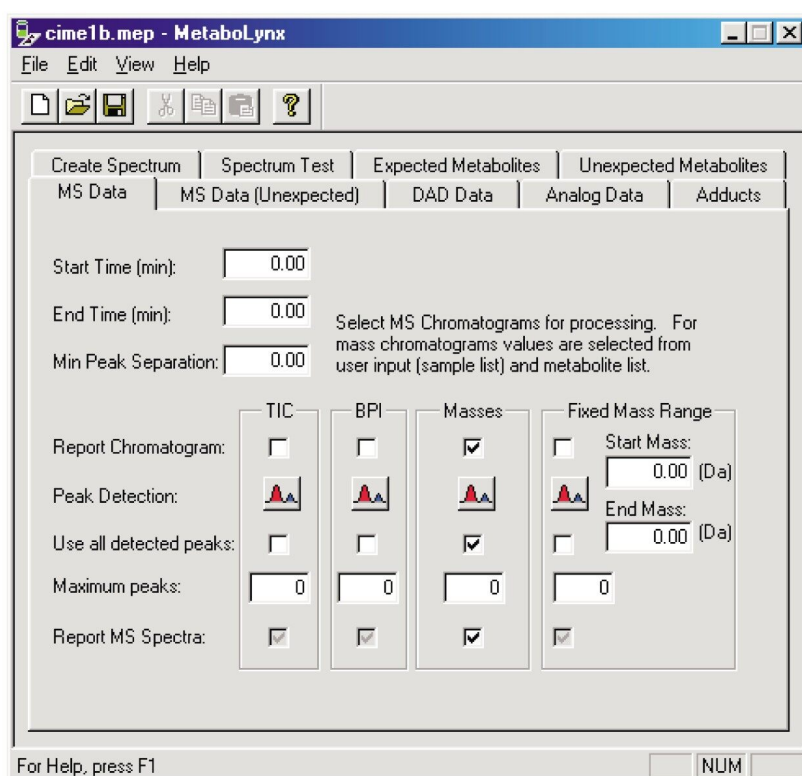 cime1b.mep - MetaboLynx
File Edit View Help
Create Spectrum Spectrum Test Expected Metabolites Unexpected Metabolites
MS Data MS Data (Unexpected) DAD Data Analog Data Adducts
Start Time (min): 0.00
End Time (min): 0.00
Min Peak Separation: 0.00
Select MS Chromatograms for processing. For
mass chromatograms values are selected from
user input (sample list) and metabolite list.
TIC BPI Masses Fixed Mass Range
Report Chromatogram: Start Mass:
0.00 (Da)
Peak Detection:
End Mass:
Use all detected peaks: 0.00 (Da)
Maximum peaks: 0 0 0 0
Report MS Spectra:
For Help, press F1 NUM